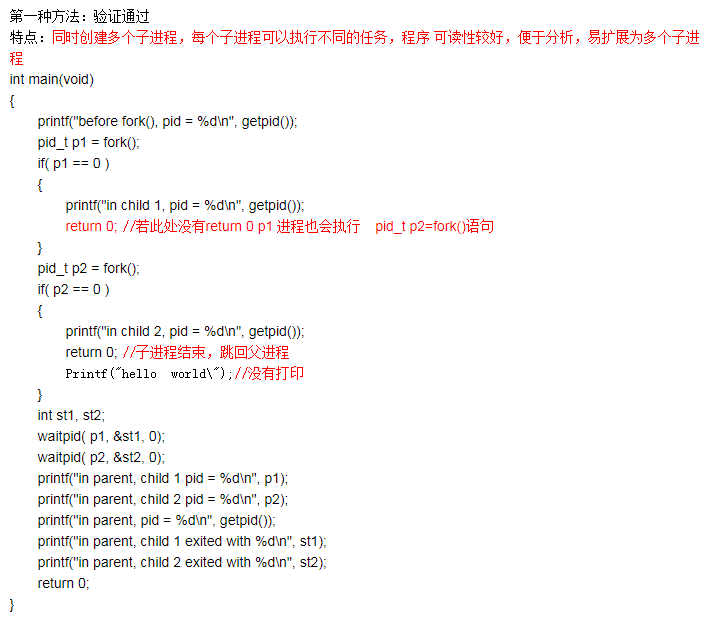 第一种方法：验证通过
特点：同时创建多个子进程，每个子进程可以执行不同的任务，程序 可读性较好，便于分析，易扩展为多个子进
程
int main(void)
{
printf("before fork(), pid = %d\n", getpid());
pid_t p1 = fork();
if( p1 == 0 )
{
printf("in child 1, pid = %d\n", getpid());
return 0; //若此处没有return 0 p1 进程也会执行 pid_t p2=fork()语句
}
pid_t p2 = fork();
if( p2 == 0 )
{
printf("in child 2, pid = %d\n", getpid());
return 0; //子进程结束，跳回父进程
Printf("hello world\");//没有打印
}
int st1, st2;
waitpid( p1, &st1, 0);
waitpid( p2, &st2, 0);
printf("in parent, child 1 pid = %d\n", p1);
printf("in parent, child 2 pid = %d\n", p2);
printf("in parent, pid = %d\n", getpid());
printf("in parent, child 1 exited with %d\n", st1);
printf("in parent, child 2 exited with %d\n", st2);
return 0;
}